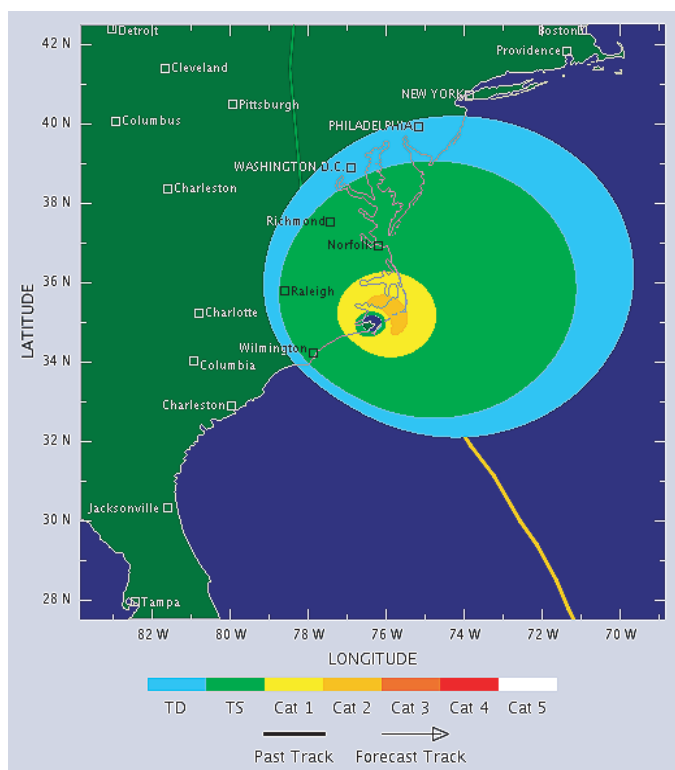 42 N
40 N
38 N
36 N
34 N
32 N
30 N
28 N
LATITUDE
Detroit
Boston
Providence
Cleveland
NEW YORK
Pittsburgh
Columbus
PHILADELPHIA
WASHINGTON D.C.
Charleston
Richmond
Norfolk
Raleigh
Charlotte
Wilmington
Columbia
Charleston
Jacksonville
Tampa
82 W 80 W 78 W 76 W 74 W 72 W 70 W
LONGITUDE
TD TS Cat 1 Cat 2 Cat 3 Cat 4 Cat 5
Past Track Forecast Track